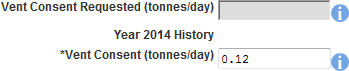 Vent Consent Requested (tonnes/day)
Year 2014 History
*Vent Consent (tonnes/day) 0.12